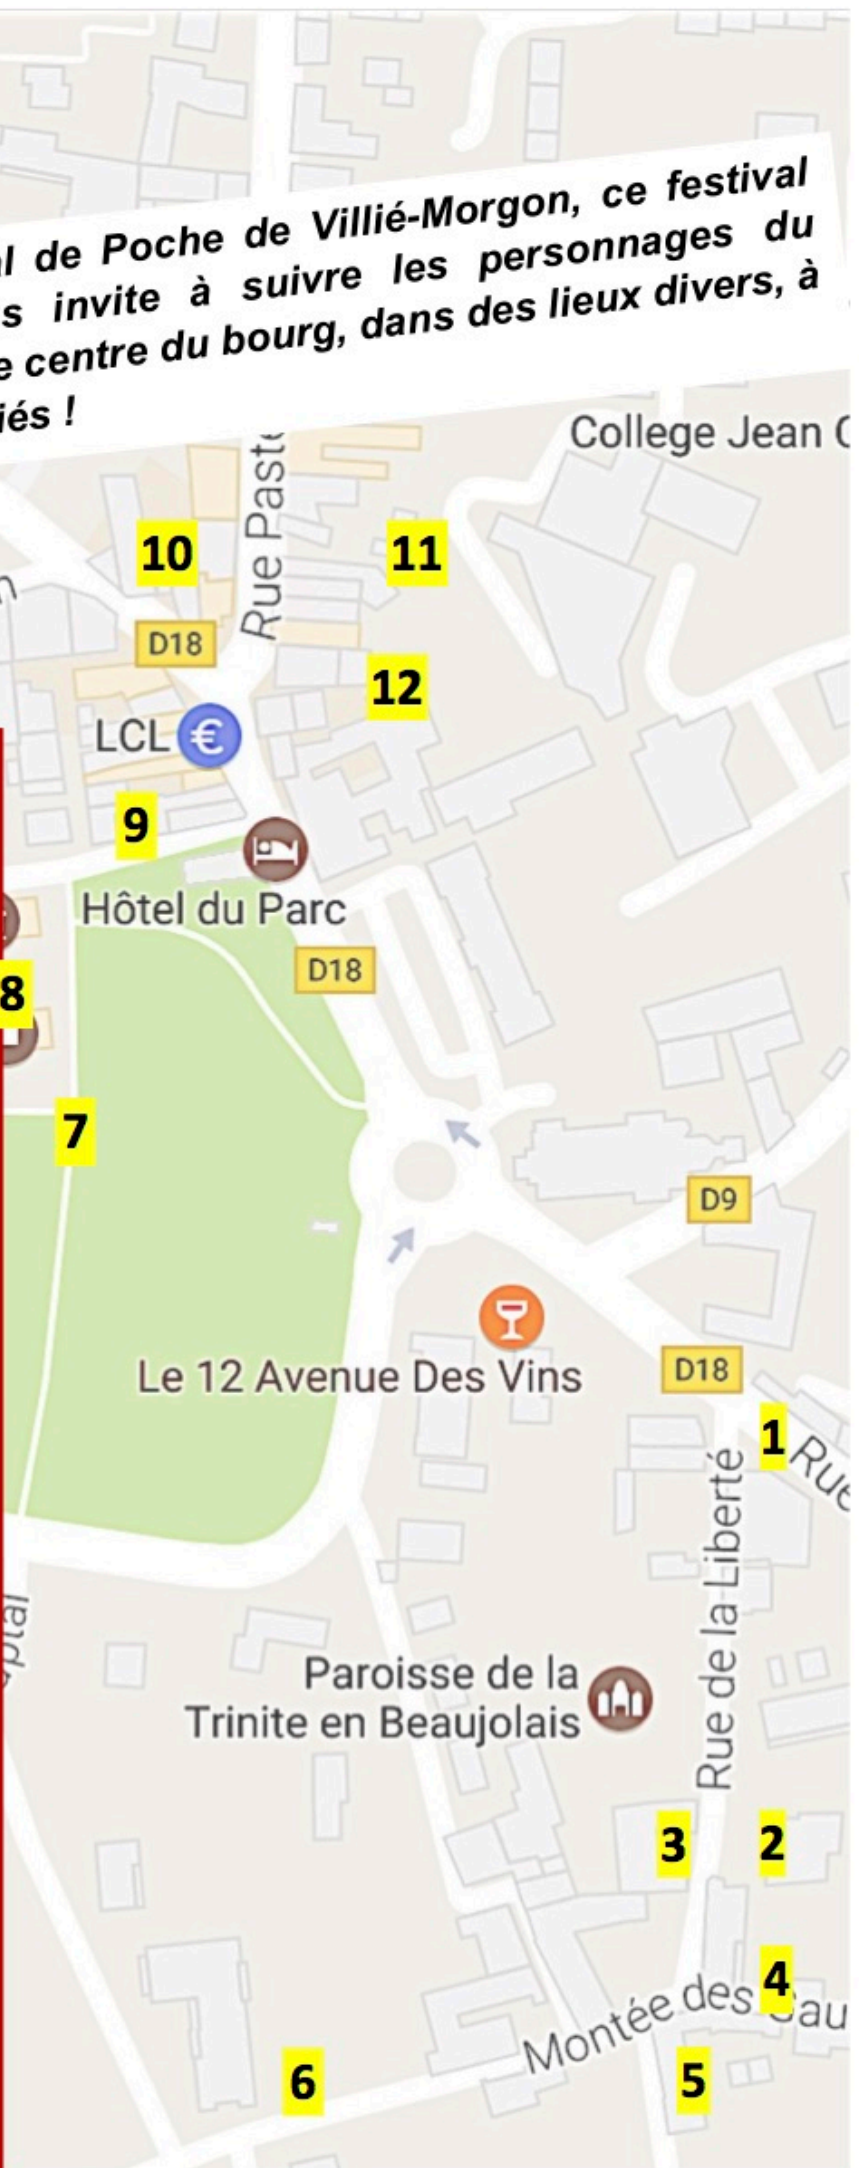 de Poche de Villié-Morgon, ce festival
invite à suivre les personnages du
centre du bourg, dans des lieux divers, à
!
College Jean
10
11
Rue
D18
12
LCL
€
9
Hôtel du Parc
D18
8
7
D9
Le 12 Avenue Des Vins
D18
1
Rue
Rue de la Liberté
Paroisse de la
Trinite en Beaujolais
3
2
4
Montée des
6
5